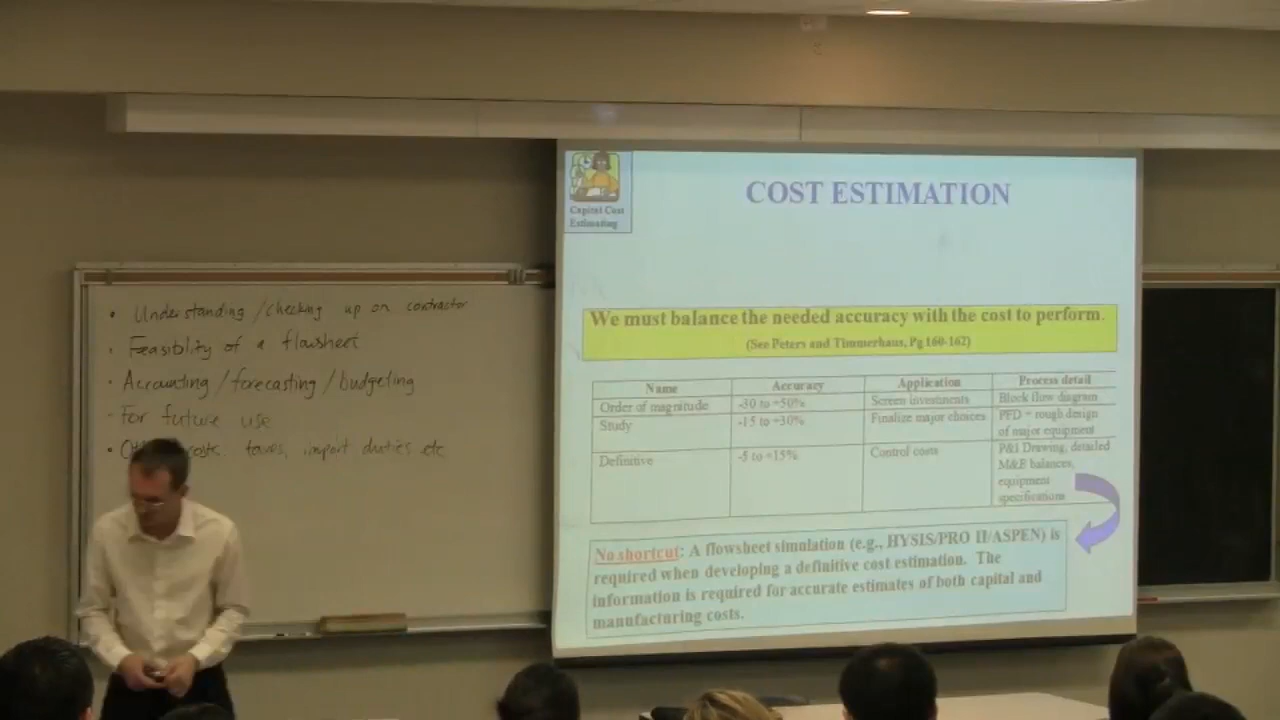 • Understanding / checking up on contractor
• Feasiblity of a flowsheet
• Accounting / forecasting / budgeting
• For future use
• costs: taxes, import duties etc
Capital Cost
Estimating
COST ESTIMATION
We must balance the needed accuracy with the cost to perform.
(See Peters and Timmerhaus, Pg 160-162)
Name Accuracy Application Process detail
Order of magnitude -30 to +50% Screen investments Block flow diagram
Study -15 to +30% Finalize major choices PFD + rough design
of major equipment
Definitive -5 to +15% Control costs P&I Drawing, detailed
M&E balances,
equipment
specifications
No shortcut: A flowsheet simulation (e.g., HYSIS/PRO II/ASPEN) is
required when developing a definitive cost estimation. The
information is required for accurate estimates of both capital and
manufacturing costs.